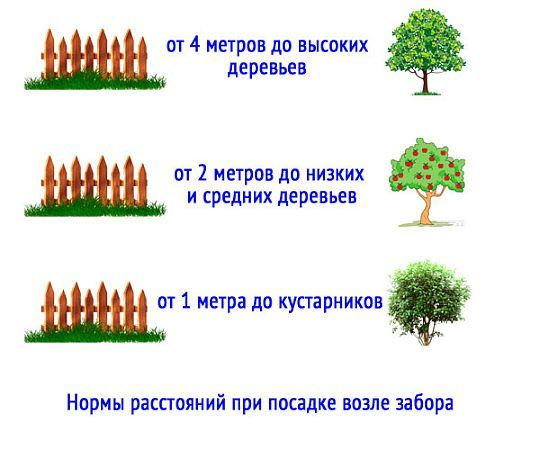 от 4 метров до высоких
деревьев
от 2 метров до низких
и средних деревьев
от 1 метра до кустарников
Нормы расстояний при посадке возле забора